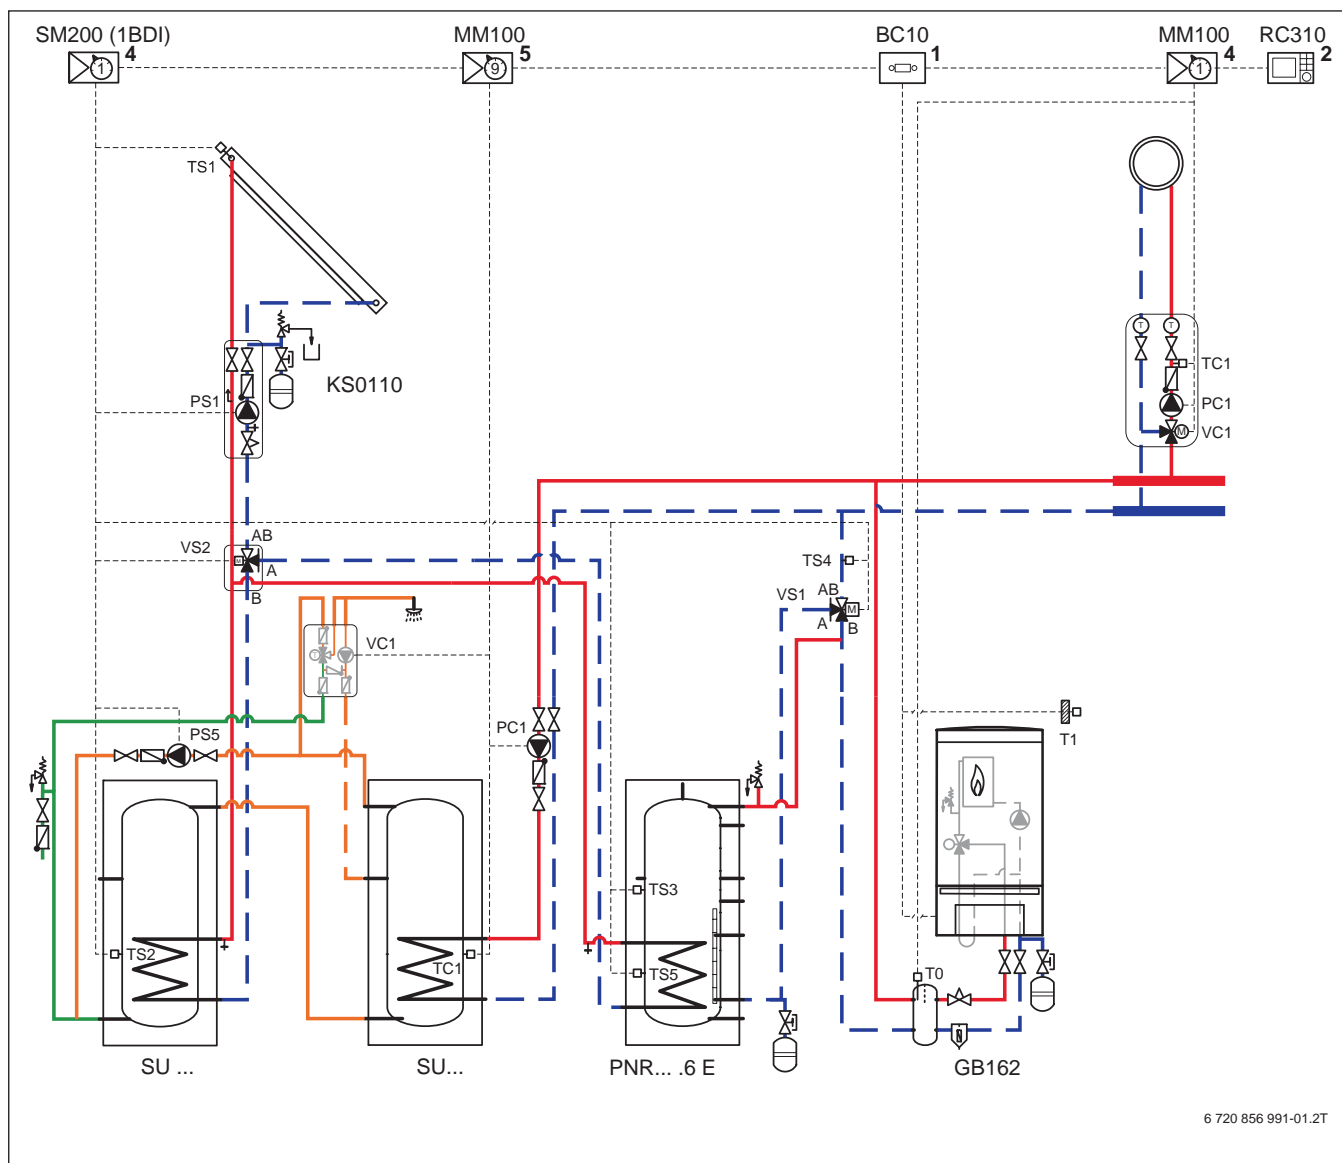 SM200 (1BDI)
4
1
MM100
5
9
BC10
1
MM100
4
1
RC310
2
TS1
KS0110
PS1
T
T
TC1
PC1
VC1
M
AB
VS2
M
A
B
TS4
AB
VS1
M
A
B
T
VC1
PS5
PC1
T1
TS2
TC1
TS3
TS5
T0
SU ...
SU...
PNR... .6 E
GB162
6 720 856 991-01.2T